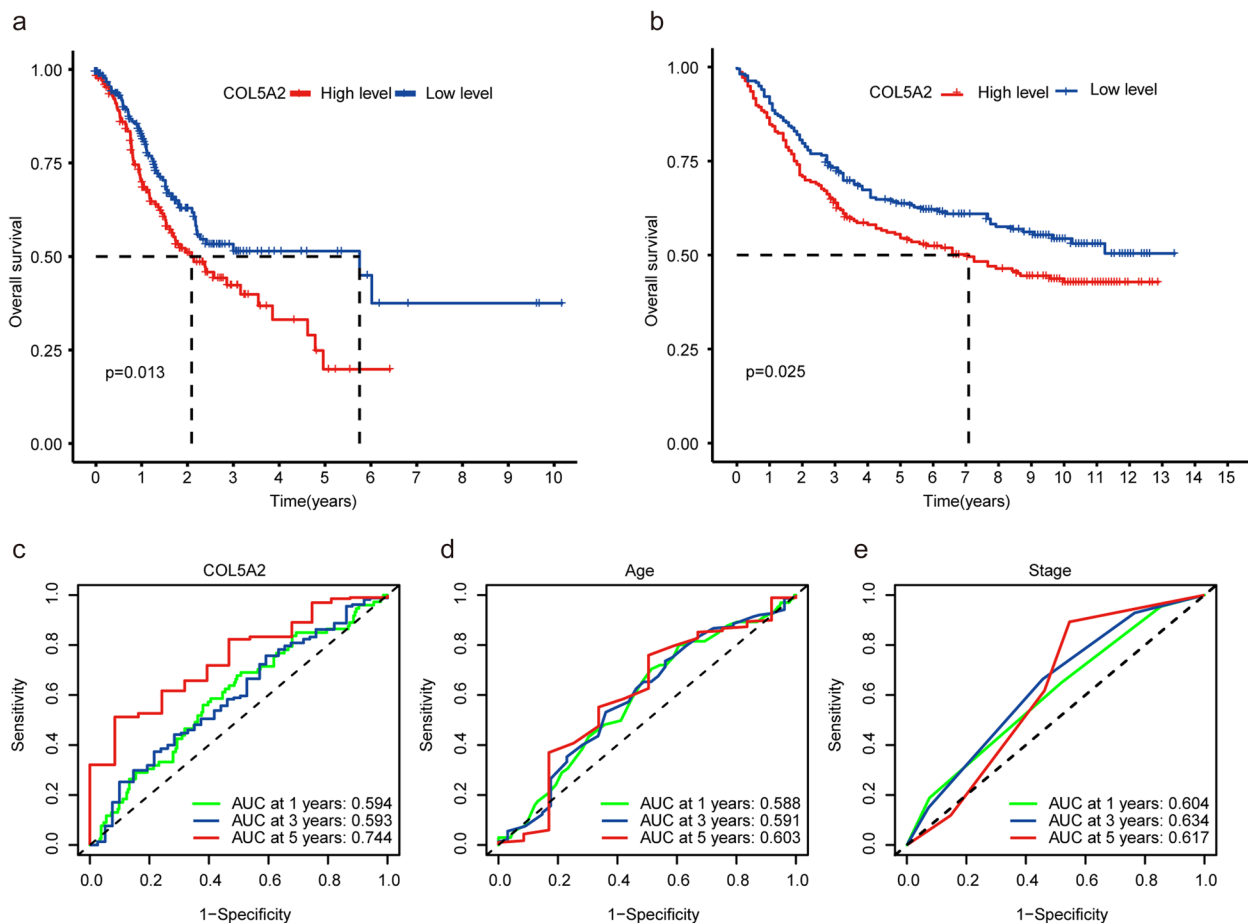 a
COL5A2 High level Low level
1.00
0.75
0.50
0.25
0.00
Overall survival
p=0.013
0 1 2 3 4 5 6 7 8 9 10
Time(years)
b
COL5A2 High level Low level
1.00
0.75
0.50
0.25
0.00
Overall survival
p=0.025
0 1 2 3 4 5 6 7 8 9 10 11 12 13 14 15
Time(years)
c
COL5A2
1.0
0.8
0.6
0.4
0.2
0.0
Sensitivity
AUC at 1 years: 0.594
AUC at 3 years: 0.593
AUC at 5 years: 0.744
0.0 0.2 0.4 0.6 0.8 1.0
1−Specificity
d
Age
1.0
0.8
0.6
0.4
0.2
0.0
Sensitivity
AUC at 1 years: 0.588
AUC at 3 years: 0.591
AUC at 5 years: 0.603
0.0 0.2 0.4 0.6 0.8 1.0
1−Specificity
e
Stage
1.0
0.8
0.6
0.4
0.2
0.0
Sensitivity
AUC at 1 years: 0.604
AUC at 3 years: 0.634
AUC at 5 years: 0.617
0.0 0.2 0.4 0.6 0.8 1.0
1−Specificity